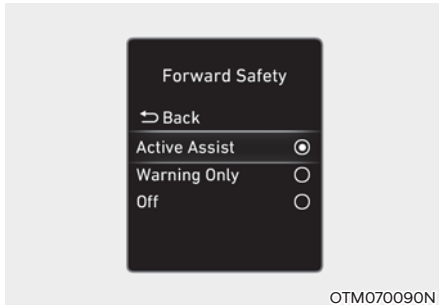 Forward Safety
Back
Active Assist
Warning Only
Off
OTM070090N